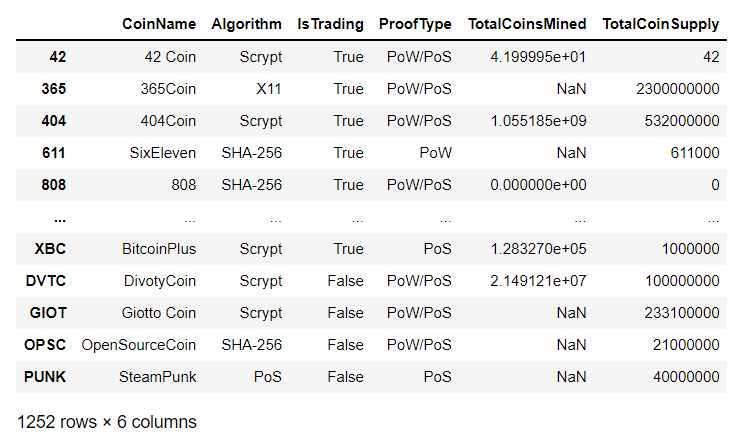 CoinName Algorithm IsTrading ProofType TotalCoinsMined TotalCoinSupply
42 42 Coin Scrypt True PoW/PoS 4.199995e+01 42
365 365Coin X11 True PoW/PoS NaN 2300000000
404 404Coin Scrypt True PoW/PoS 1.055185e+09 532000000
611 SixEleven SHA-256 True PoW NaN 611000
808 808 SHA-256 True PoW/PoS 0.000000e+00 0
... ... ... ... ... ... ...
XBC BitcoinPlus Scrypt True PoS 1.283270e+05 1000000
DVTC DivotyCoin Scrypt False PoW/PoS 2.149121e+07 100000000
GIOT Giotto Coin Scrypt False PoW/PoS NaN 233100000
OPSC OpenSourceCoin SHA-256 False PoW/PoS NaN 21000000
PUNK SteamPunk PoS False PoS NaN 40000000
1252 rows × 6 columns